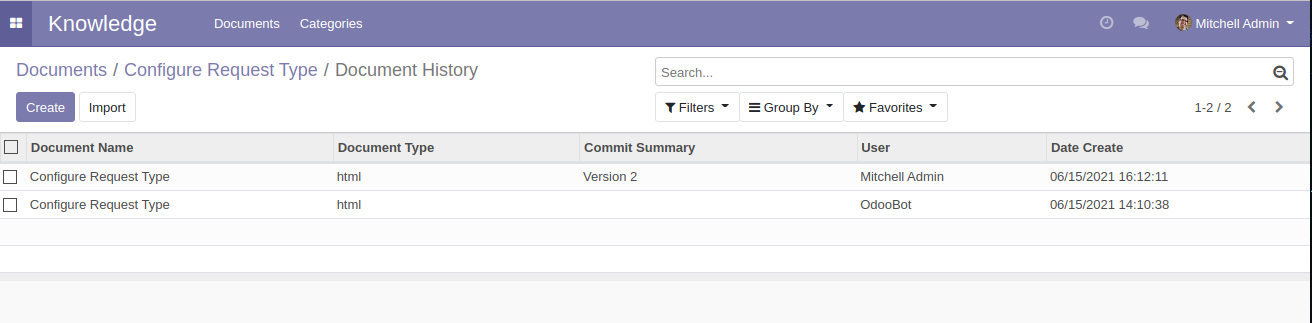 Knowledge Documents Categories Mitchell Admin
Documents / Configure Request Type / Document History Search...
Create Import Filters Group By Favorites 1-2 / 2
Document Name Document Type Commit Summary User Date Create
Configure Request Type html Version 2 Mitchell Admin 06/15/2021 16:12:11
Configure Request Type html OdooBot 06/15/2021 14:10:38